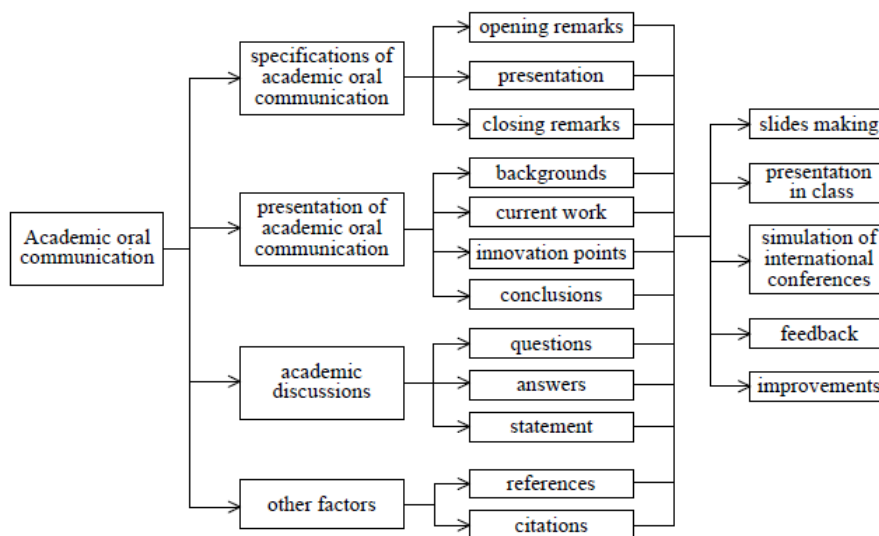 Academic oral
communication
specifications of
academic oral
communication
presentation of
academic oral
communication
academic
discussions
other factors
opening remarks
presentation
closing remarks
backgrounds
current work
innovation points
conclusions
questions
answers
statement
references
citations
slides making
presentation
in class
simulation of
international
conferences
feedback
improvements